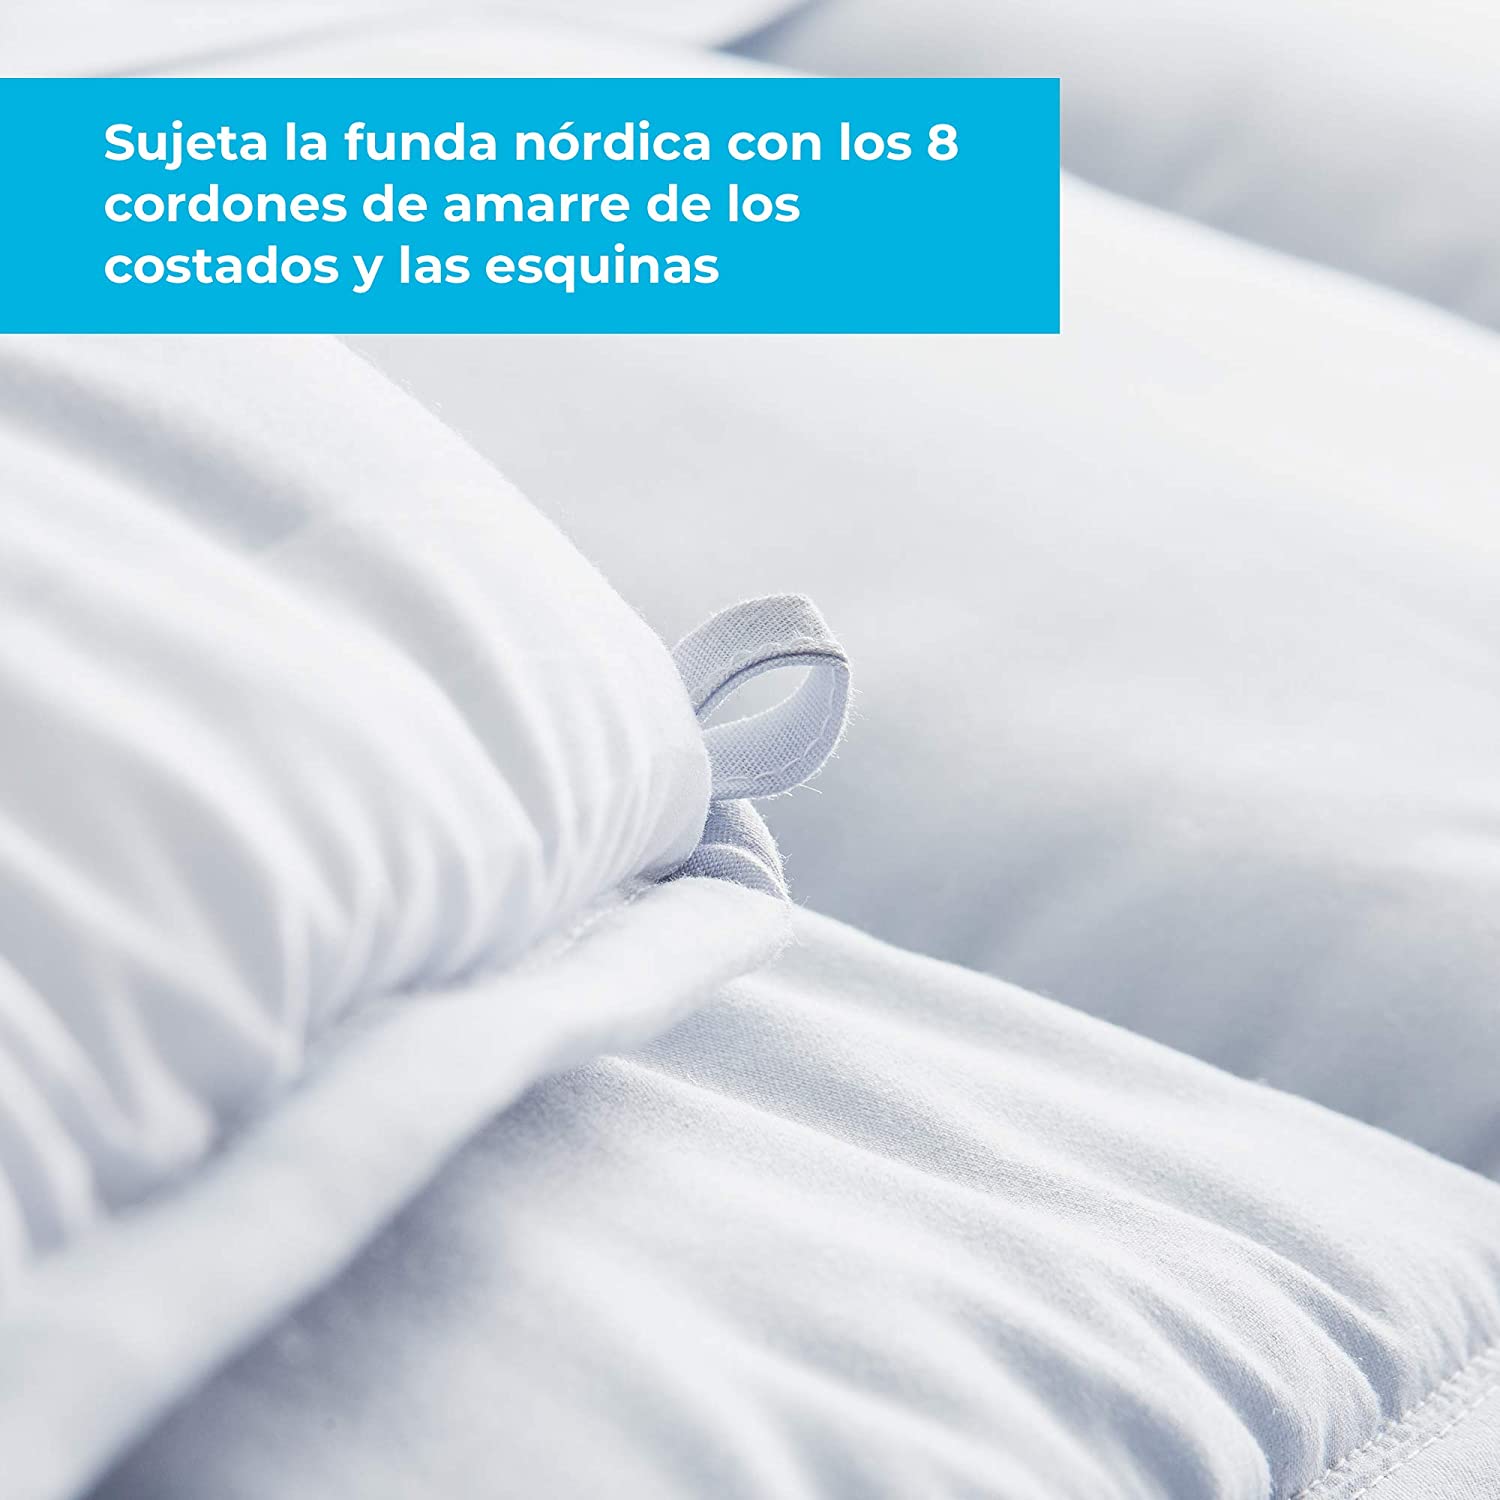 Sujeta la funda nórdica con los 8
cordones de amarre de los
costados y las esquinas